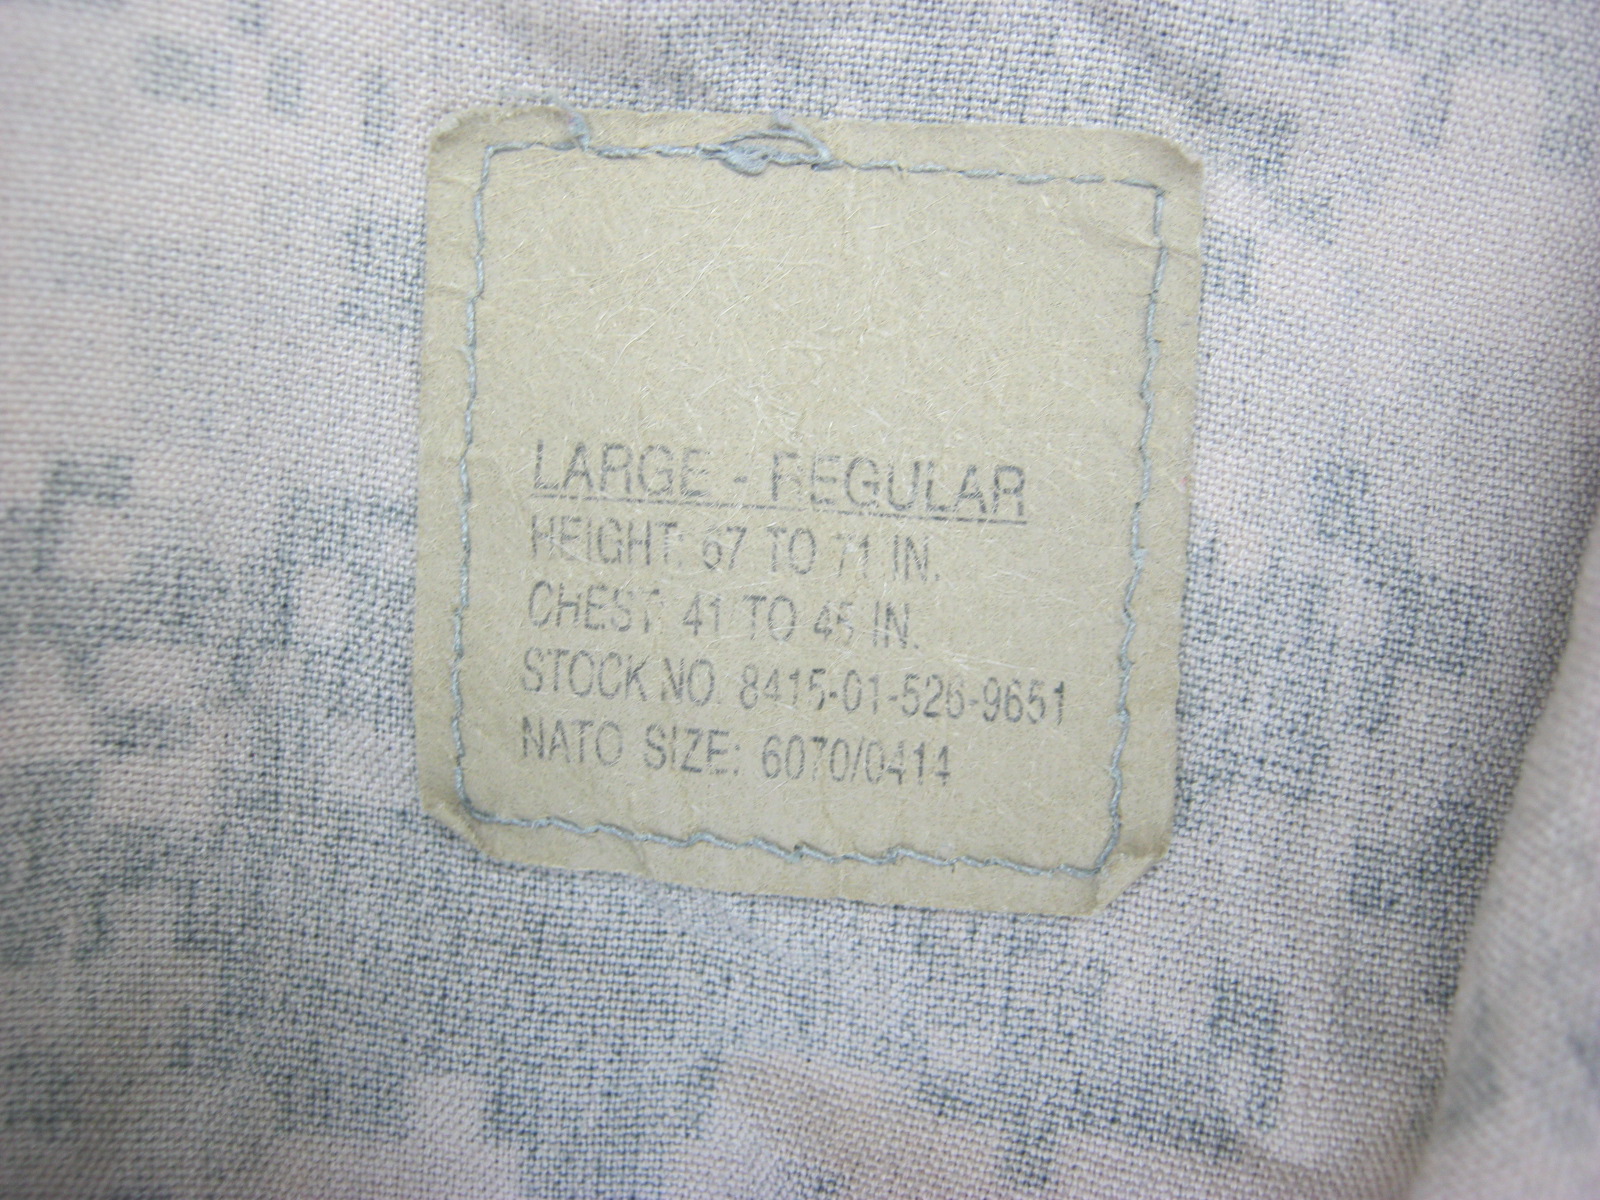 LARGE - REGULAR
HEIGHT: 67 TO 71 IN.
CHEST: 41 TO 45 IN.
STOCK NO. 8415-01-526-9651
NATO SIZE: 6070/0414